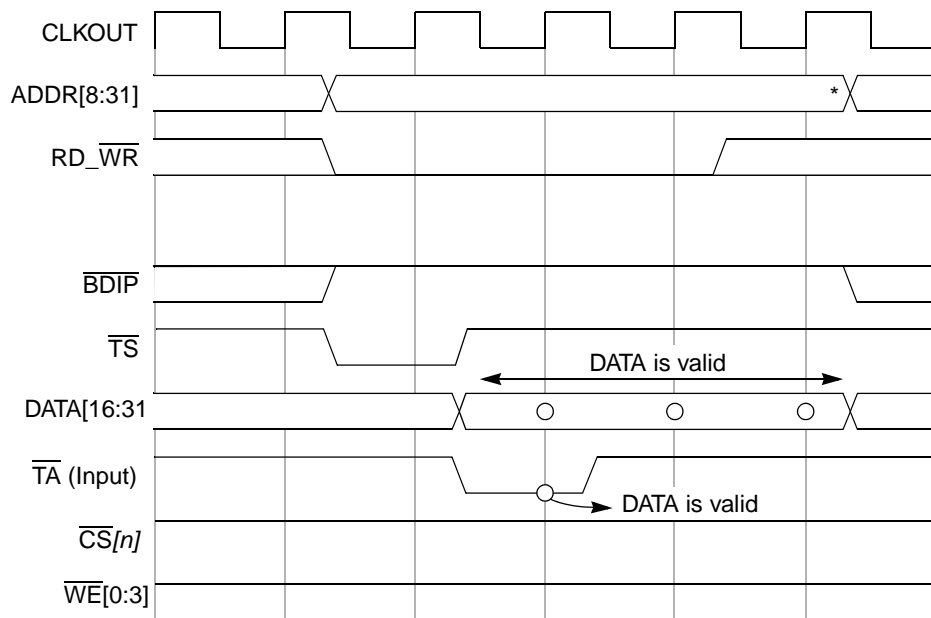 CLKOUT
ADDR[8:31]
*
RD_WR
BDIP
TS
DATA is valid
DATA[16:31
TA (Input)
DATA is valid
CS[n]
WE[0:3]